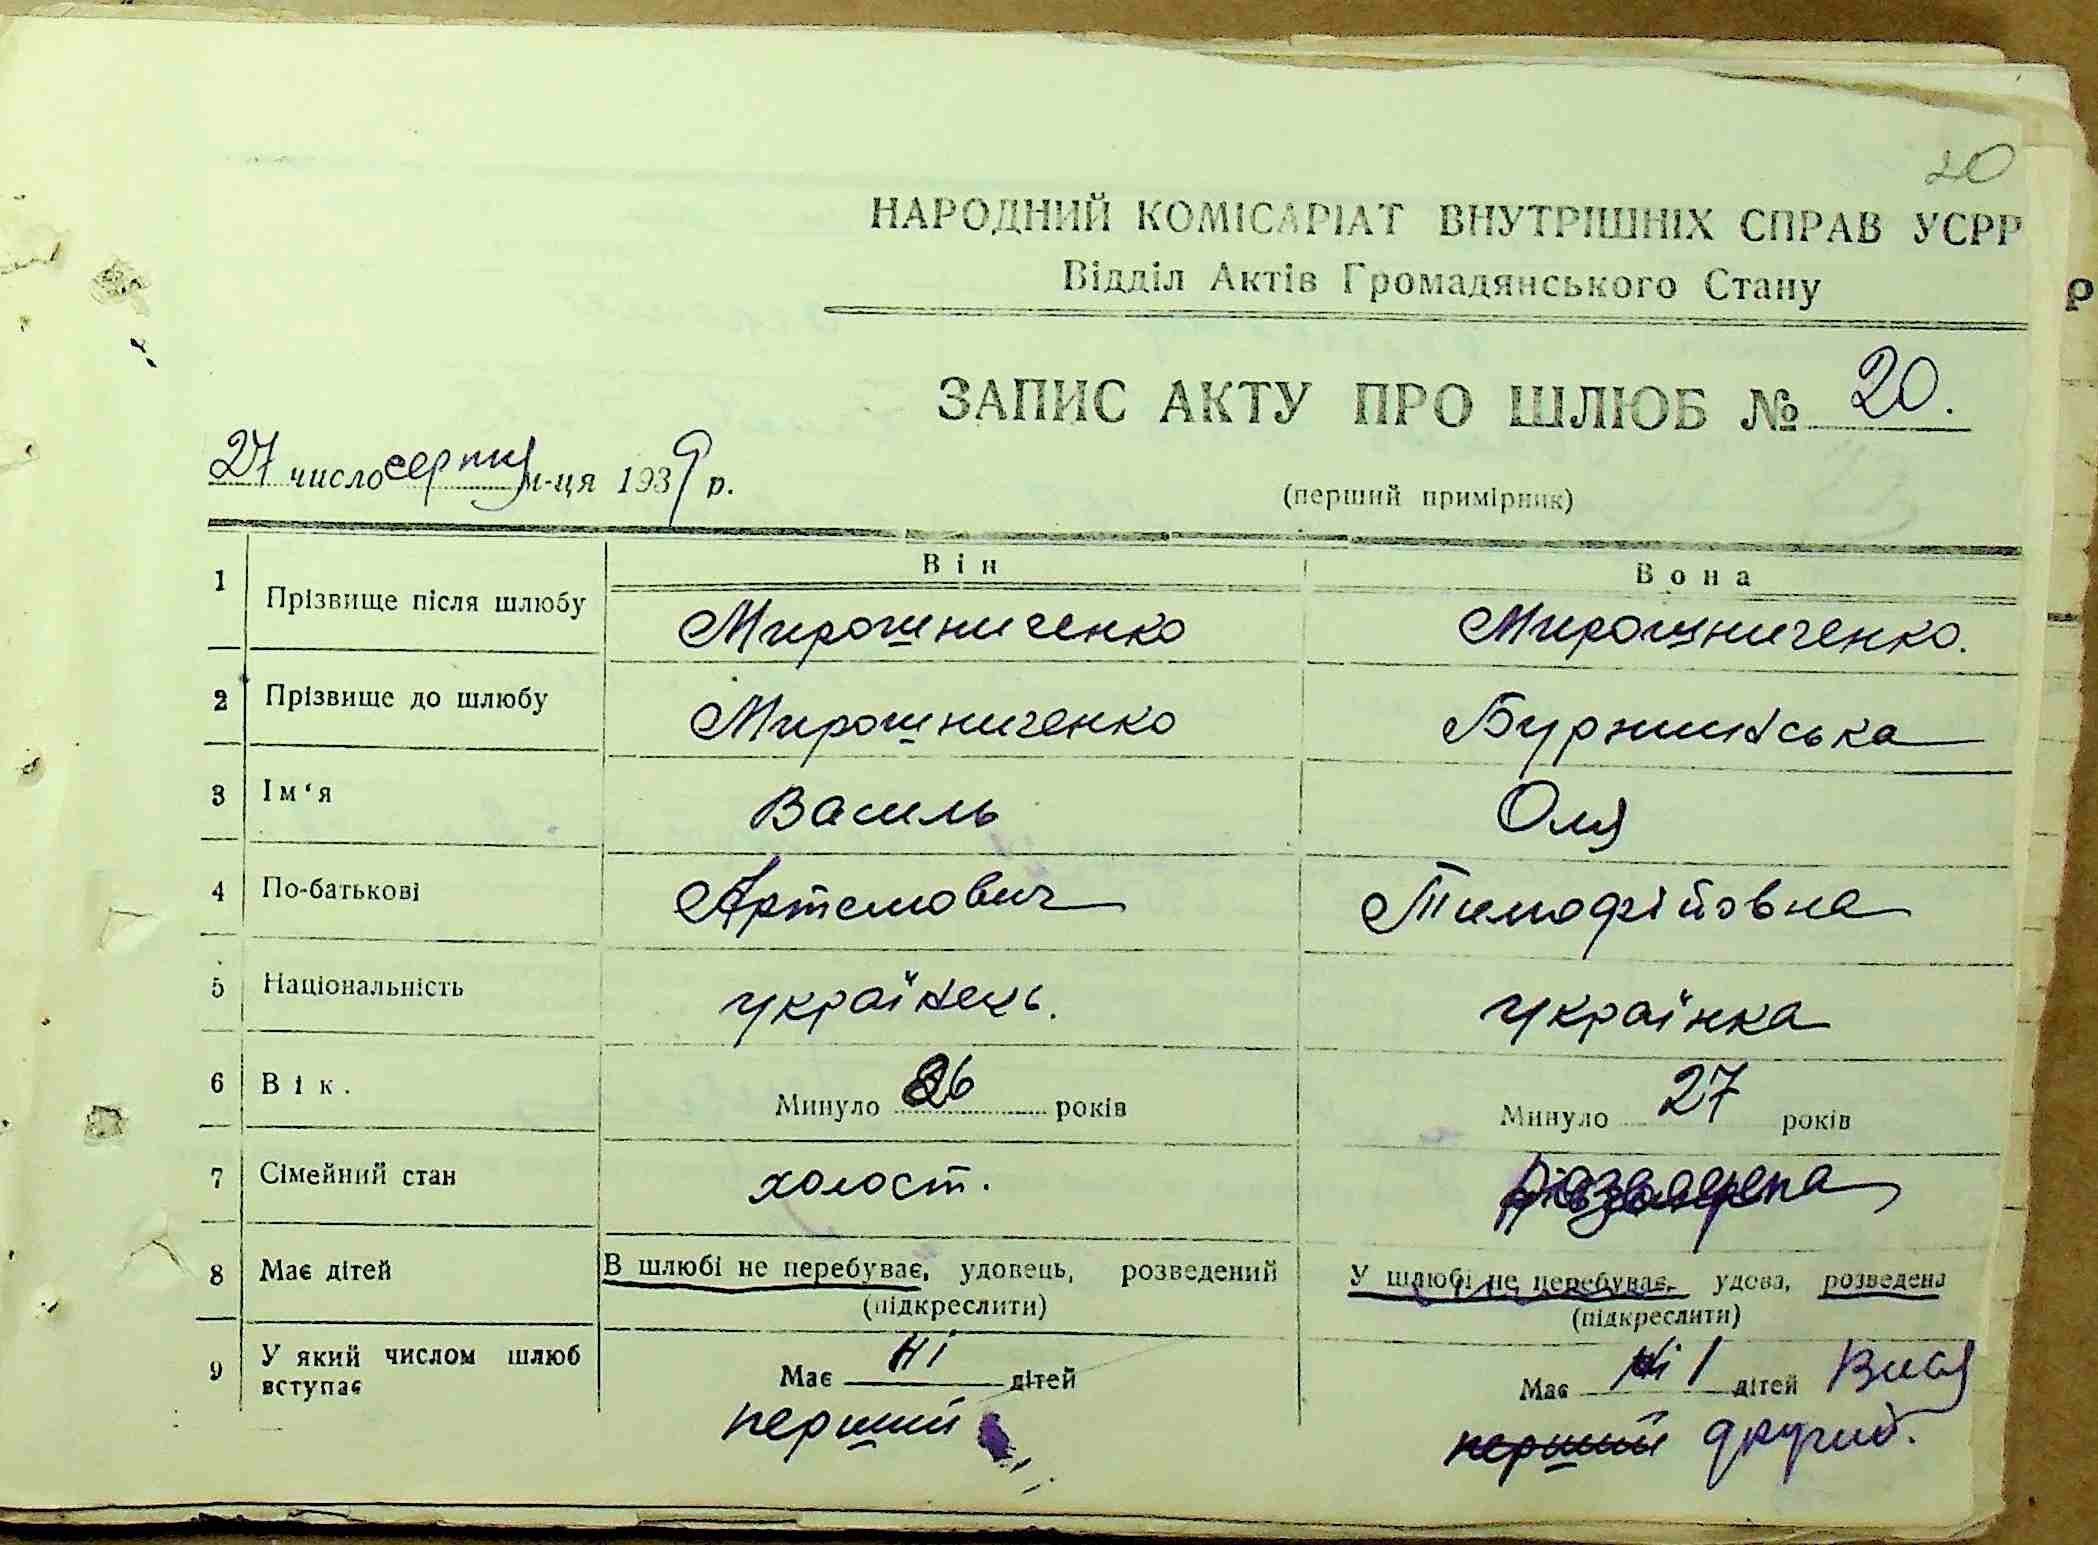 20
НАРОДНИЙ КОМІСАРІАТ ВНУТРІШНІХ СПРАВ УСРР
Відділ Актів Громадянського Стану
ЗАПИС АКТУ ПРО ШЛЮБ № 20.
27 число серпня м-ця 1939 р.
(перший примірник)
Він Вона
1 Прізвище після шлюбу Мирошниченко Мирошниченко.
2 Прізвище до шлюбу Мирошниченко
3 Ім‘я Василь Оля
4 По-батькові Артемович Тимофійовна
5 Національність українець. українка
6 Вік. Минуло 26 років Минуло 27 років
7 Сімейний стан холост.
8 Має дітей В шлюбі не перебуває, удовець, розведений У шлюбі не перебуває, удова, розведена
(підкреслити) (підкреслити)
9 У який числом шлюб вступає Має ні дітей Має ні 1 дітей
перший перший другий.
Р